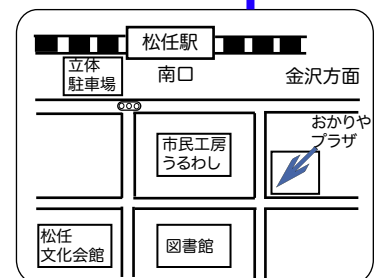 松任駅
立体
駐車場
南口
金沢方面
おかりや
プラザ
市民工房
うるわし
松任
文化会館
図書館